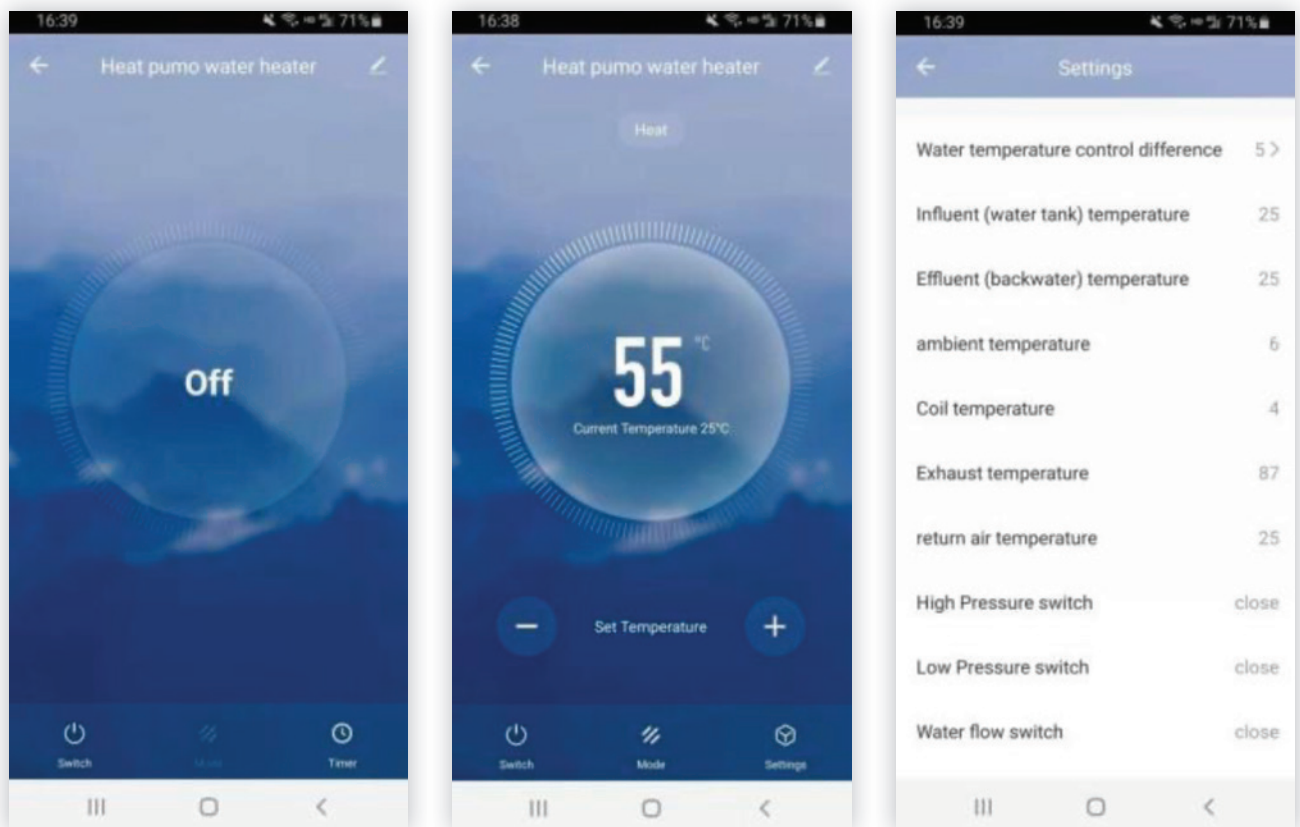 16:39 71%
Heat pumo water heater
Off
Switch
Mode
Timer
16:38 71%
Heat pumo water heater
Heat
55 °C
Current Temperature 25°C
Set Temperature
Switch
Mode
Settings
16:39 71%
Settings
Water temperature control difference 5
Influent (water tank) temperature 25
Effluent (backwater) temperature 25
ambient temperature 6
Coil temperature 4
Exhaust temperature 87
return air temperature 25
High Pressure switch close
Low Pressure switch close
Water flow switch close